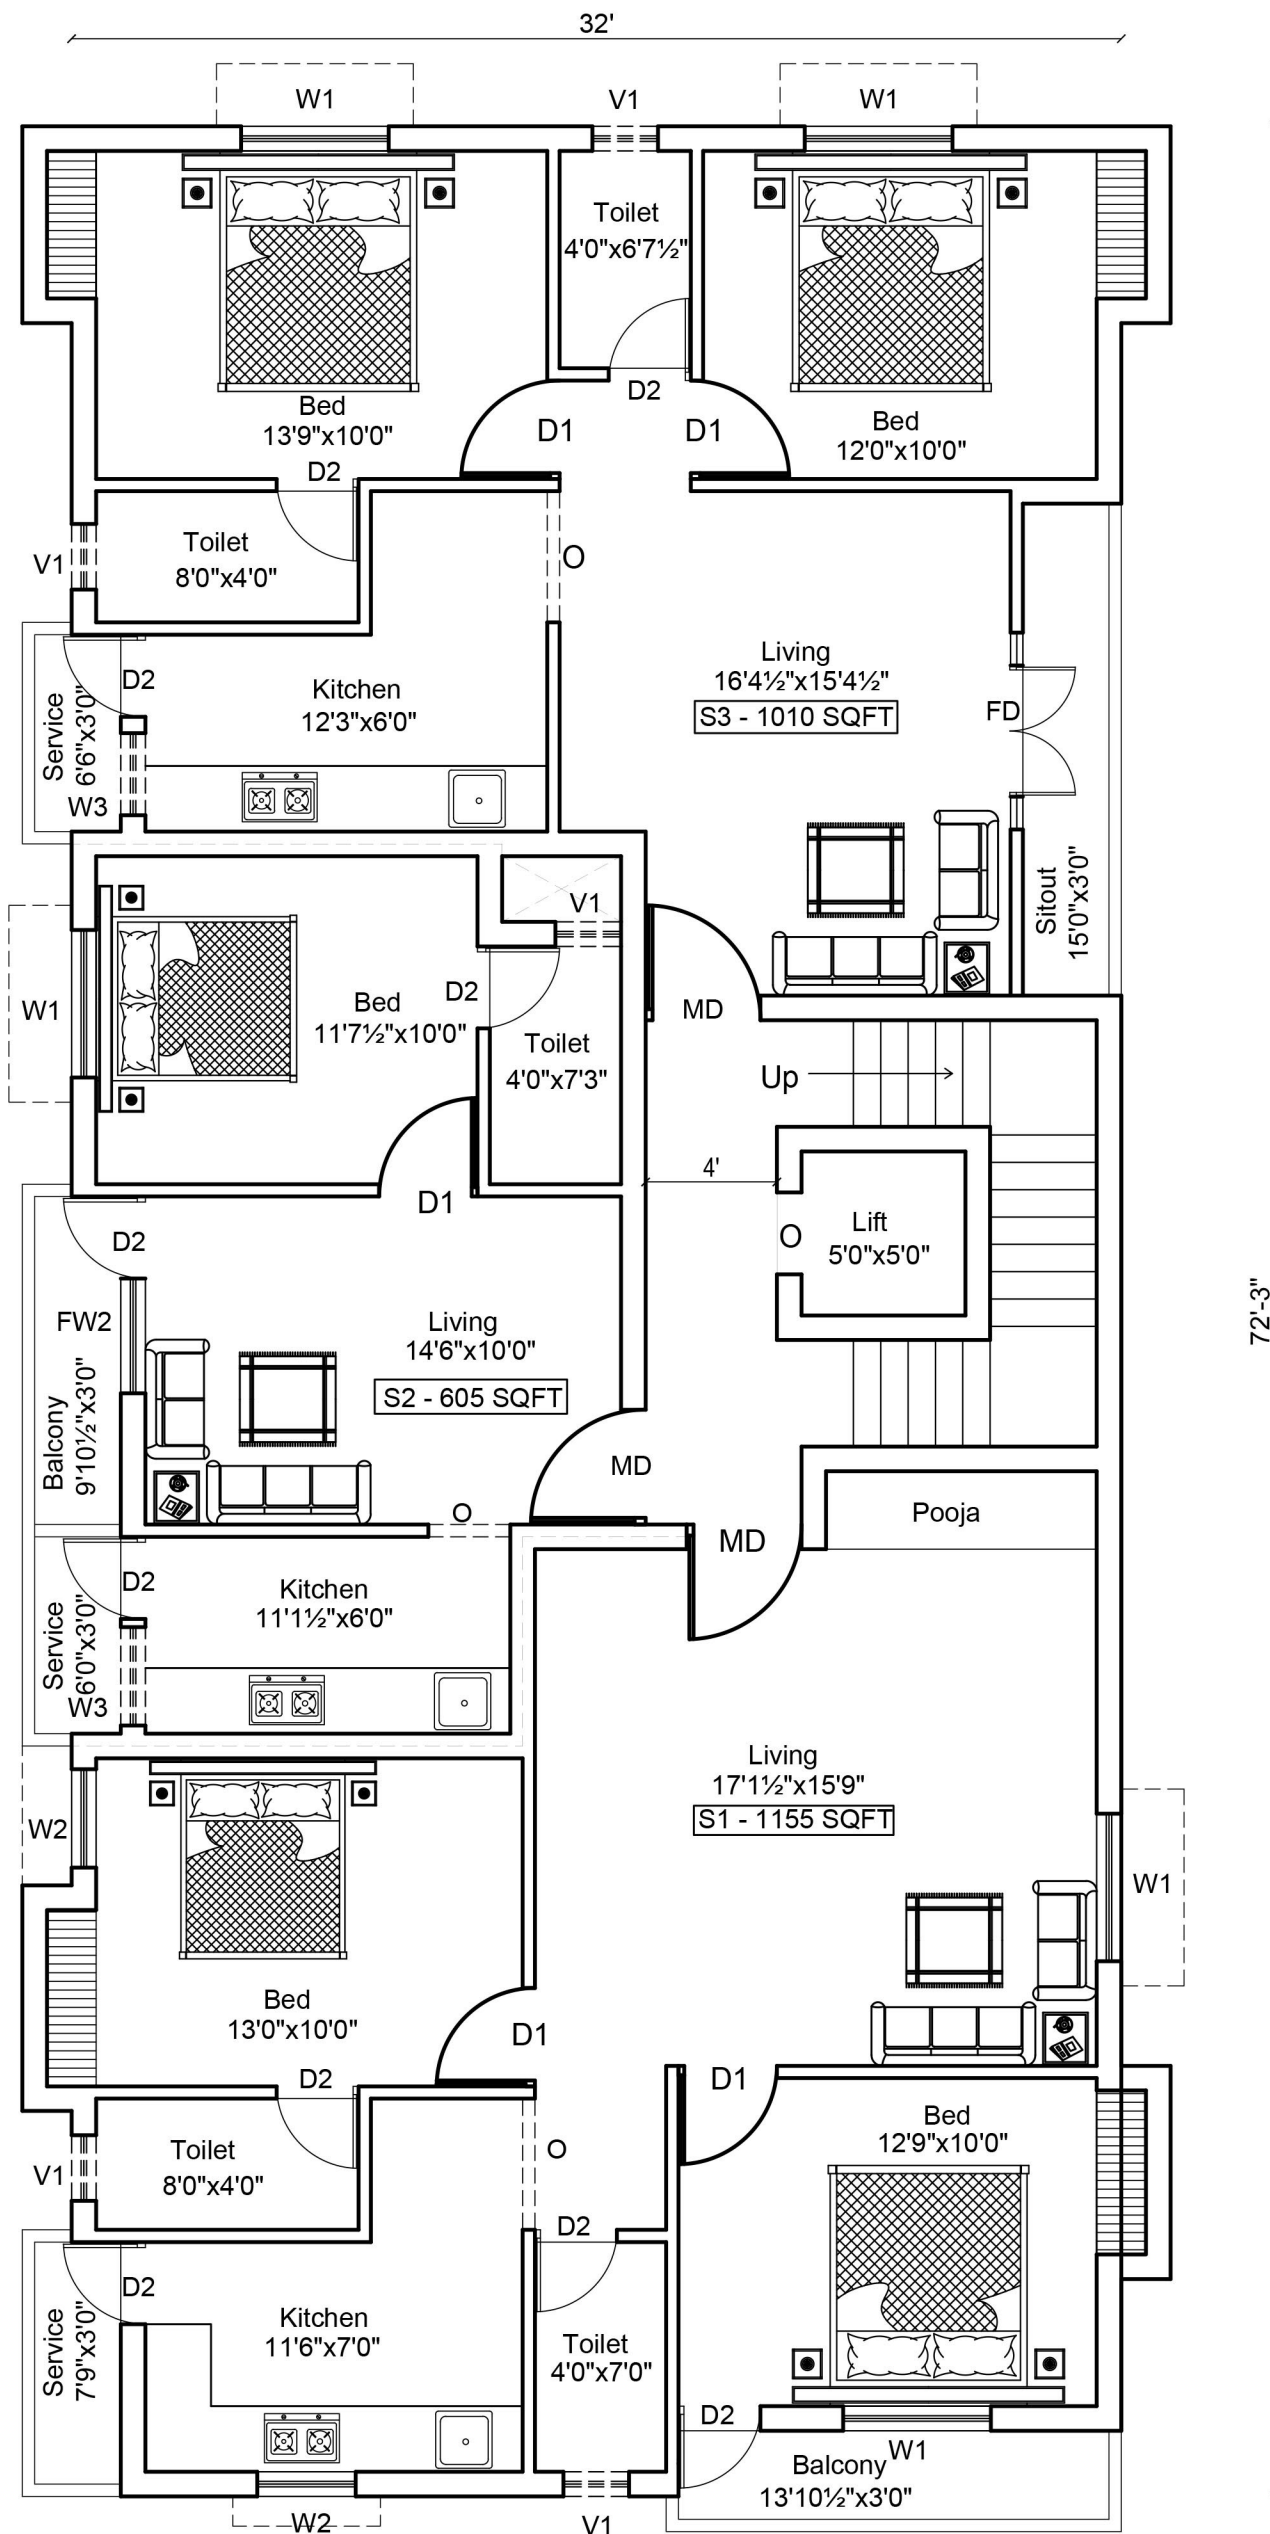 32'
W1
V1
W1
Toilet
4'0"x6'7½"
D2
Bed
13'9"x10'0"
D1
D1
Bed
12'0"x10'0"
D2
Toilet
8'0"x4'0"
V1
O
Living
16'4½"x15'4½"
S3 - 1010 SQFT
FD
D2
Kitchen
12'3"x6'0"
Service
6'6"x3'0"
W3
Sitout
15'0"x3'0"
V1
W1
Bed
11'7½"x10'0"
D2
MD
Toilet
4'0"x7'3"
Up
4'
D1
Lift
5'0"x5'0"
O
D2
72'-3"
FW2
Living
14'6"x10'0"
S2 - 605 SQFT
Balcony
9'10½"x3'0"
MD
O
Pooja
MD
D2
Kitchen
11'1½"x6'0"
Service
6'0"x3'0"
W3
Living
17'1½"x15'9"
S1 - 1155 SQFT
W2
W1
Bed
13'0"x10'0"
D1
D2
D1
Bed
12'9"x10'0"
Toilet
8'0"x4'0"
V1
O
D2
D2
Kitchen
11'6"x7'0"
Service
7'9"x3'0"
Toilet
4'0"x7'0"
D2
W1
Balcony
13'10½"x3'0"
W2
V1